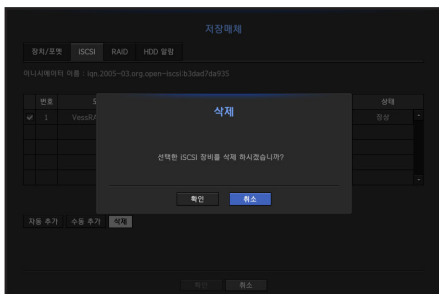 저장매체
장치/포멧 iSCSI RAID HDD 알람
이니시에이터 이름 : iqn.2005-03.org.open-iscsi:b3dad7da935
번호 상태
1 VessRA 정상
삭제
선택한 iSCSI 장비를 삭제 하시겠습니까?
확인 취소
자동 추가 수동 추가 삭제
확인 취소